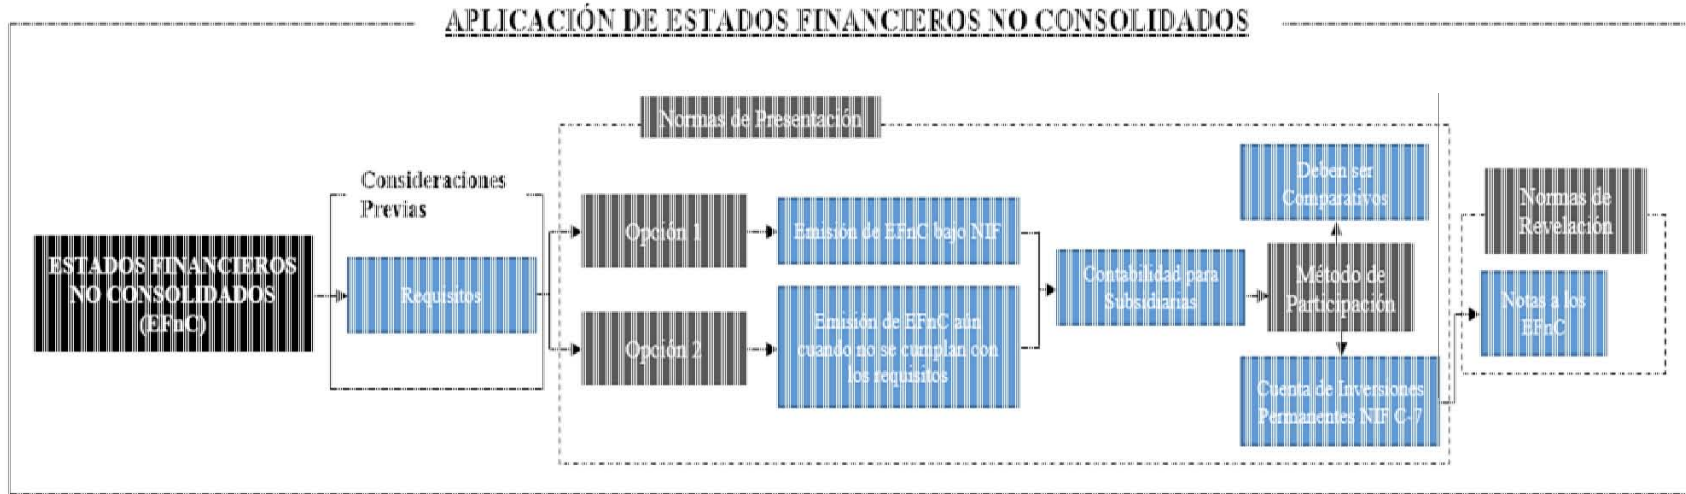 APLICACIÓN DE ESTADOS FINANCIEROS NO CONSOLIDADOS
ESTADOS FINANCIEROS
NO CONSOLIDADOS
(EFnC)
Consideraciones
Previas
Requisitos
Normas de Presentación
Opción 1
Emisión de EFnC bajo NIF
Opción 2
Emisión de EFnC aún
cuando no se cumplan con
los requisitos
Contabilidad para
Subsidiarias
Deben ser
Comparativos
Método de
Participación
Cuenta de Inversiones
Permanentes NIF C-7
Normas de
Revelación
Notas a los
EFnC